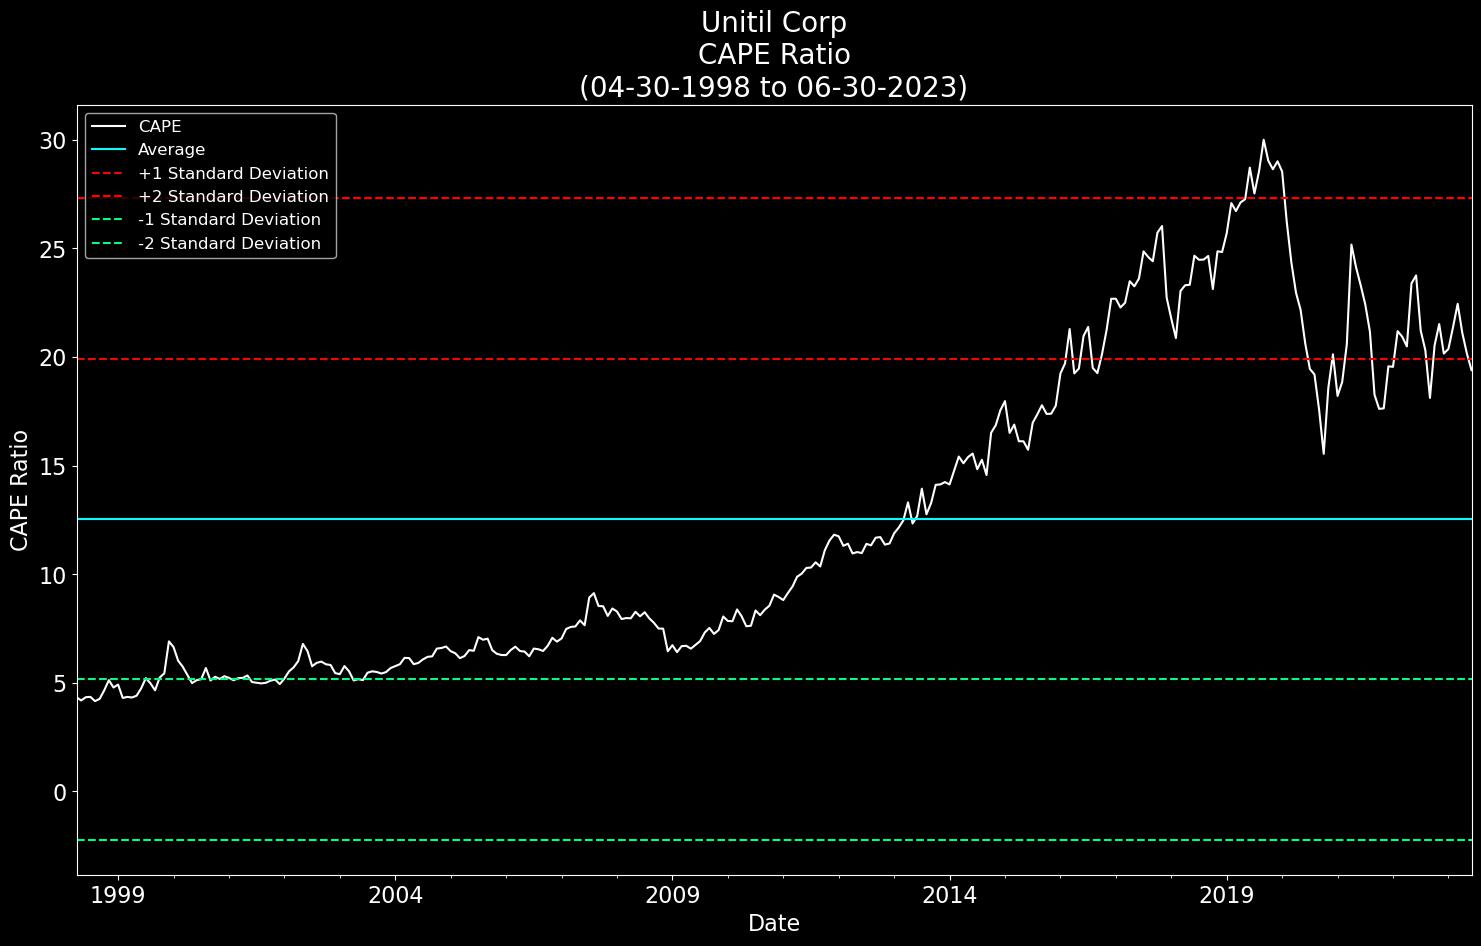 Unitil Corp
CAPE Ratio
(04-30-1998 to 06-30-2023)
CAPE
Average
+1 Standard Deviation
+2 Standard Deviation
-1 Standard Deviation
-2 Standard Deviation
30
25
20
15
10
5
0
CAPE Ratio
1999 2004 2009 2014 2019
Date